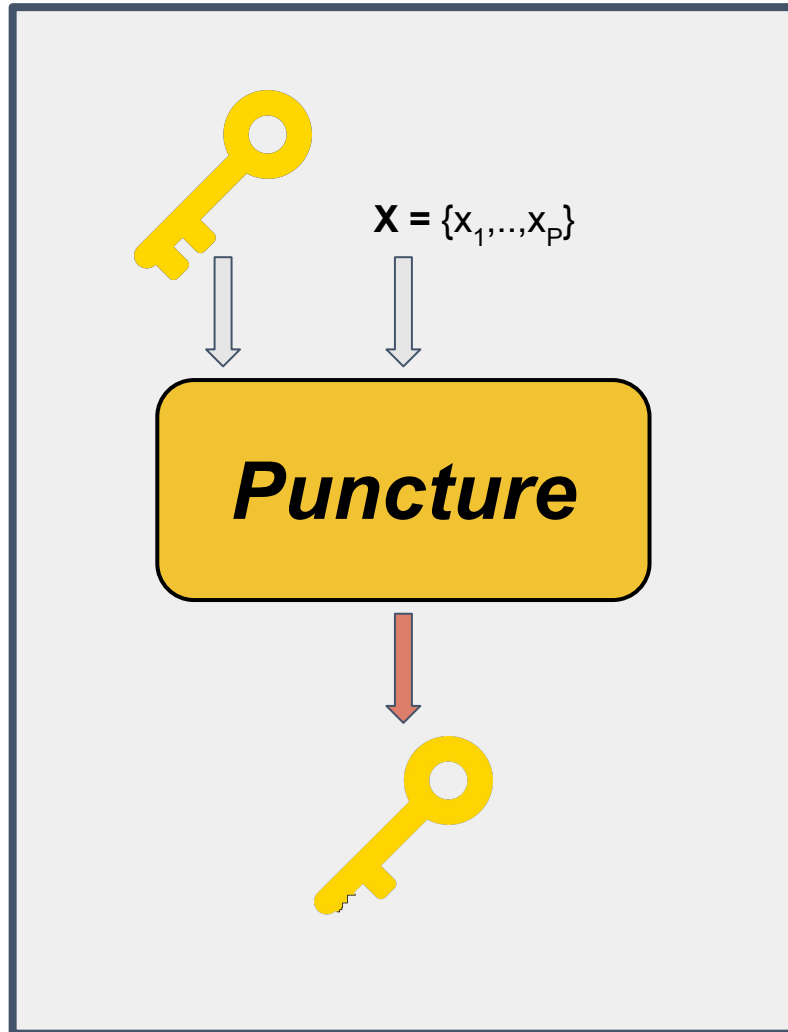 X = {x₁,..,xₚ}
Puncture